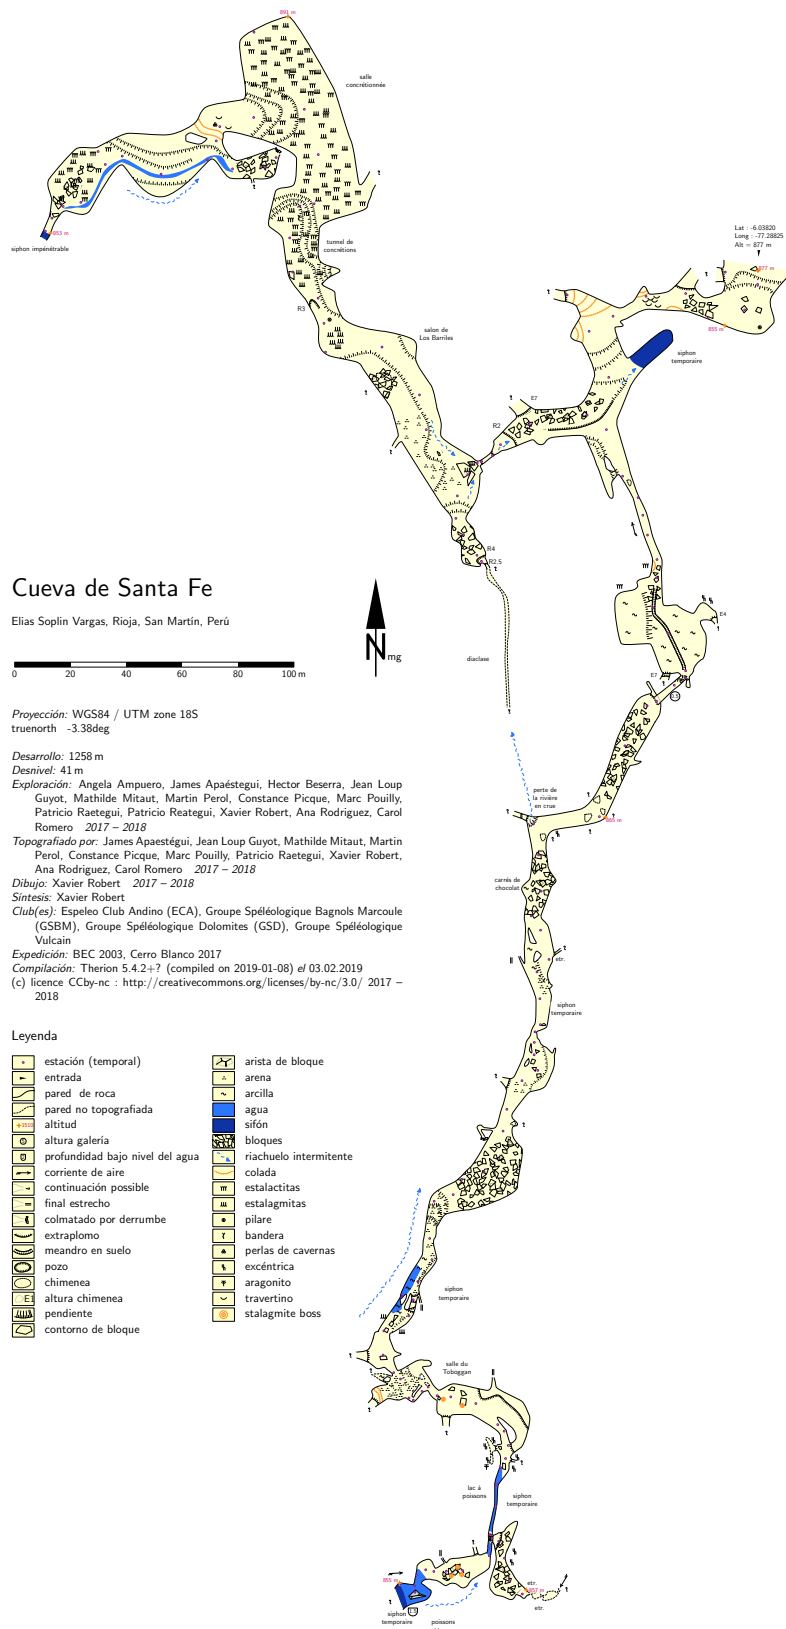 891 m
salle
concrétionnée
853 m
siphon impénétrable
tunnel de
concrétions
R3
salon de
Los Barriles
Lat : -6.03820
Long : -77.28825
Alt = 877 m
877 m
855 m
siphon
temporaire
E7
R2
R4
R2.5
diaclase
E4
E7
perte de
la rivière
en crue
865 m
carrés de
chocolat
etr.
siphon
temporaire
siphon
temporaire
salle du
Toboggan
lac à
poissons
siphon
temporaire
855 m
siphon
temporaire
poissons
etr.
857 m
etr.
Cueva de Santa Fe
Elias Soplin Vargas, Rioja, San Martín, Perú
N mg
0 20 40 60 80 100 m
Proyección: WGS84 / UTM zone 18S
truenorth -3.38deg
Desarrollo: 1258 m
Desnivel: 41 m
Exploración: Angela Ampuero, James Apaéstegui, Hector Beserra, Jean Loup
Guyot, Mathilde Mitaut, Martin Perol, Constance Picque, Marc Pouilly,
Patricio Raetegui, Patricio Reategui, Xavier Robert, Ana Rodriguez, Carol
Romero 2017 – 2018
Topografiado por: James Apaestégui, Jean Loup Guyot, Mathilde Mitaut, Martin
Perol, Constance Picque, Marc Pouilly, Patricio Raetegui, Xavier Robert,
Ana Rodriguez, Carol Romero 2017 – 2018
Dibujo: Xavier Robert 2017 – 2018
Síntesis: Xavier Robert
Club(es): Espeleo Club Andino (ECA), Groupe Spéléologique Bagnols Marcoule
(GSBM), Groupe Spéléologique Dolomites (GSD), Groupe Spéléologique
Vulcain
Expedición: BEC 2003, Cerro Blanco 2017
Compilación: Therion 5.4.2+? (compiled on 2019-01-08) el 03.02.2019
(c) licence CCby-nc : http://creativecommons.org/licenses/by-nc/3.0/ 2017 –
2018
Leyenda
estación (temporal)
entrada
pared de roca
pared no topografiada
altitud
altura galería
profundidad bajo nivel del agua
corriente de aire
continuación possible
final estrecho
colmatado por derrumbe
extraplomo
meandro en suelo
pozo
chimenea
E1 altura chimenea
pendiente
contorno de bloque
arista de bloque
arena
arcilla
agua
sifón
bloques
riachuelo intermitente
colada
estalactitas
estalagmitas
pilare
bandera
perlas de cavernas
excéntrica
aragonito
travertino
stalagmite boss